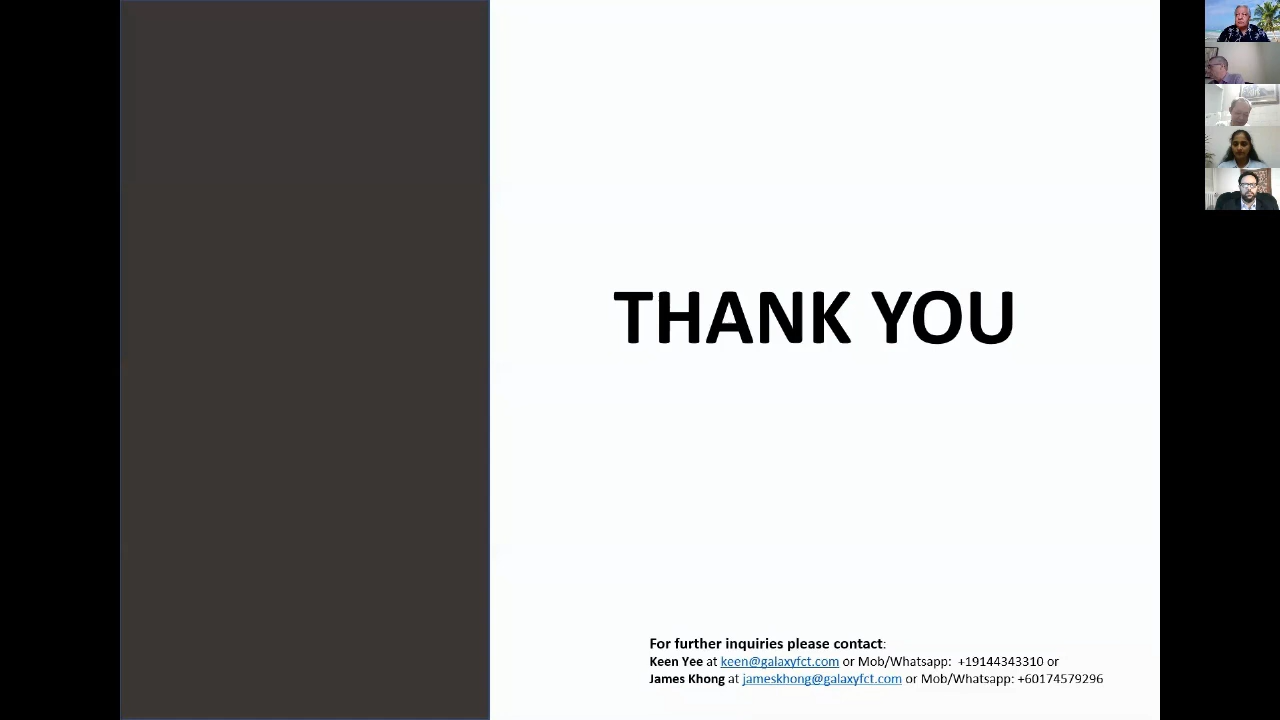 THANK YOU
For further inquiries please contact:
Keen Yee at keen@galaxyfct.com or Mob/Whatsapp:  +19144343310 or
James Khong at jameskhong@galaxyfct.com or Mob/Whatsapp: +60174579296